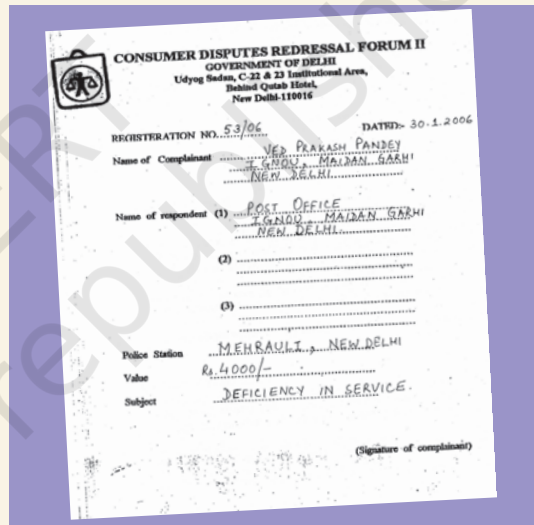 CONSUMER DISPUTES REDRESSAL FORUM II
GOVERNMENT OF DELHI
Udyog Sadan, C-22 & 23 Institutional Area,
Behind Qutab Hotel,
New Delhi-110016
REGISTERATION NO. 53/06 DATED:- 30.1.2006
Name of Complainant VED PRAKASH PANDEY
IGNOU, MAIDAN GARHI
NEW DELHI
Name of respondent (1) POST OFFICE
IGNOU, MAIDAN GARHI
NEW DELHI.
(2)
(3)
Police Station MEHRAULI, NEW DELHI
Value Rs. 4000/-
Subject DEFICIENCY IN SERVICE.
(Signature of complainant)